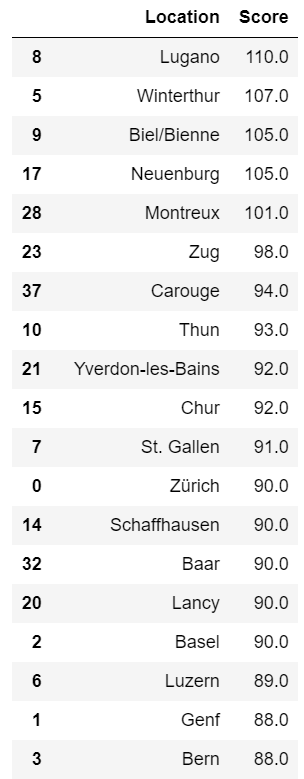 Location Score
8 Lugano 110.0
5 Winterthur 107.0
9 Biel/Bienne 105.0
17 Neuenburg 105.0
28 Montreux 101.0
23 Zug 98.0
37 Carouge 94.0
10 Thun 93.0
21 Yverdon-les-Bains 92.0
15 Chur 92.0
7 St. Gallen 91.0
0 Zürich 90.0
14 Schaffhausen 90.0
32 Baar 90.0
20 Lancy 90.0
2 Basel 90.0
6 Luzern 89.0
1 Genf 88.0
3 Bern 88.0